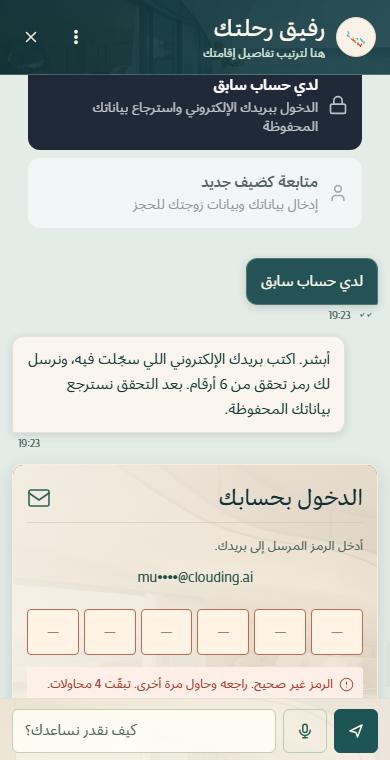 رفيق رحلتك
هنا لترتيب تفاصيل إقامتك
لدي حساب سابق
الدخول ببريدك الإلكتروني واسترجاع بياناتك
المحفوظة
متابعة كضيف جديد
إدخال بياناتك وبيانات زوجتك للحجز
لدي حساب سابق
19:23
أبشر. اكتب بريدك الإلكتروني اللي سجّلت فيه، ونرسل
لك رمز تحقق من 6 أرقام. بعد التحقق نسترجع
بياناتك المحفوظة.
19:23
الدخول بحسابك
أدخل الرمز المرسل إلى بريدك.
mu••••@clouding.ai
— — — — — —
الرمز غير صحيح. راجعه وحاول مرة أخرى. تبقّت 4 محاولات.
كيف نقدر نساعدك؟